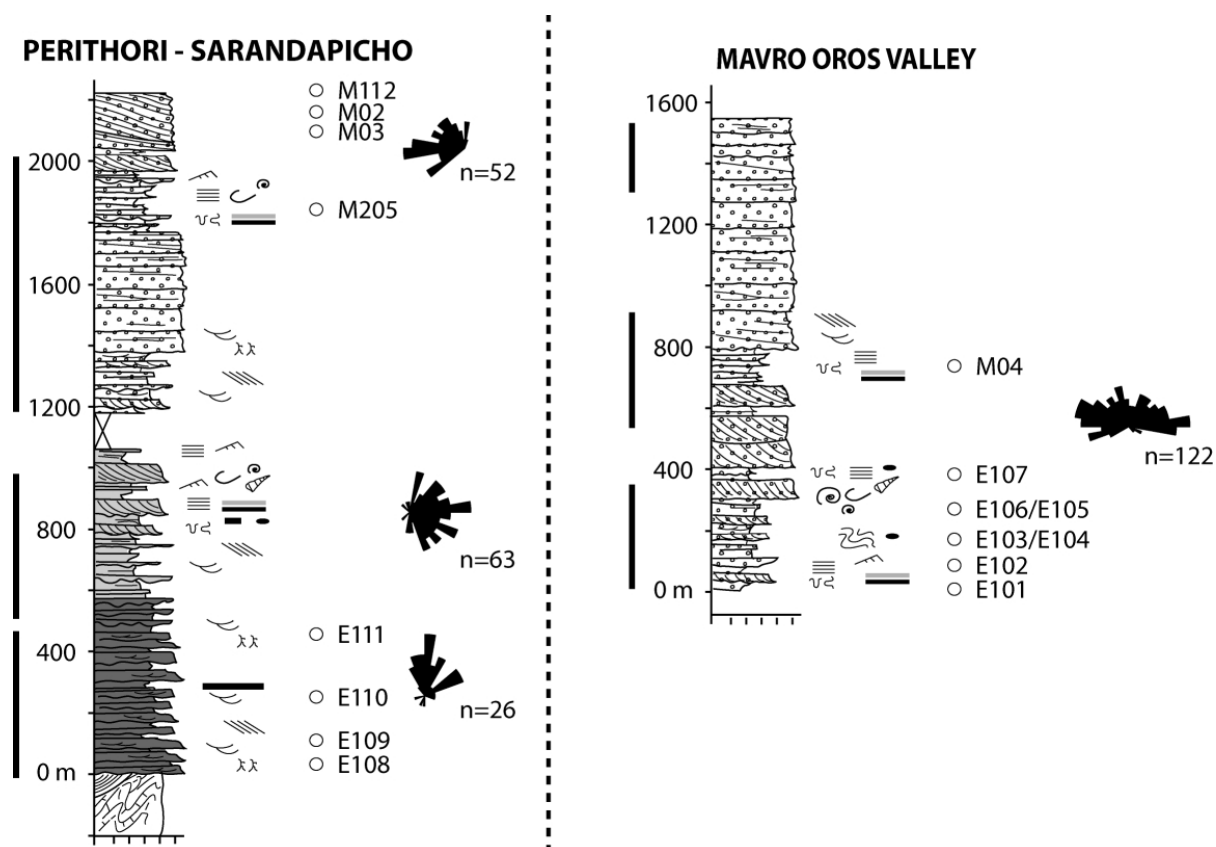 PERITHORI - SARANDAPICHO
M112
M02
M03
n=52
2000
M205
1600
1200
800
n=63
400
E111
E110
n=26
E109
0 m
E108
MAVRO OROS VALLEY
1600
1200
800
M04
n=122
400
E107
E106/E105
E103/E104
E102
0 m
E101